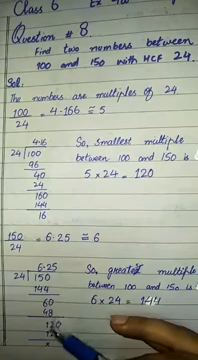 Class 6 Ex
Question # 8.
Find two numbers between
100 and 150 with HCF 24.
Sol:
The numbers are multiples of 24.
100/24 = 4.166 ≅ 5
4.16
24 | 100
96
40
24
160
144
16
So, smallest multiple
between 100 and 150 is
5 × 24 = 120
150/24 = 6.25 ≅ 6
6.25
24 | 150
144
60
48
120
×
So, greatest multiple
between 100 and 150 is
6 × 24 = 144